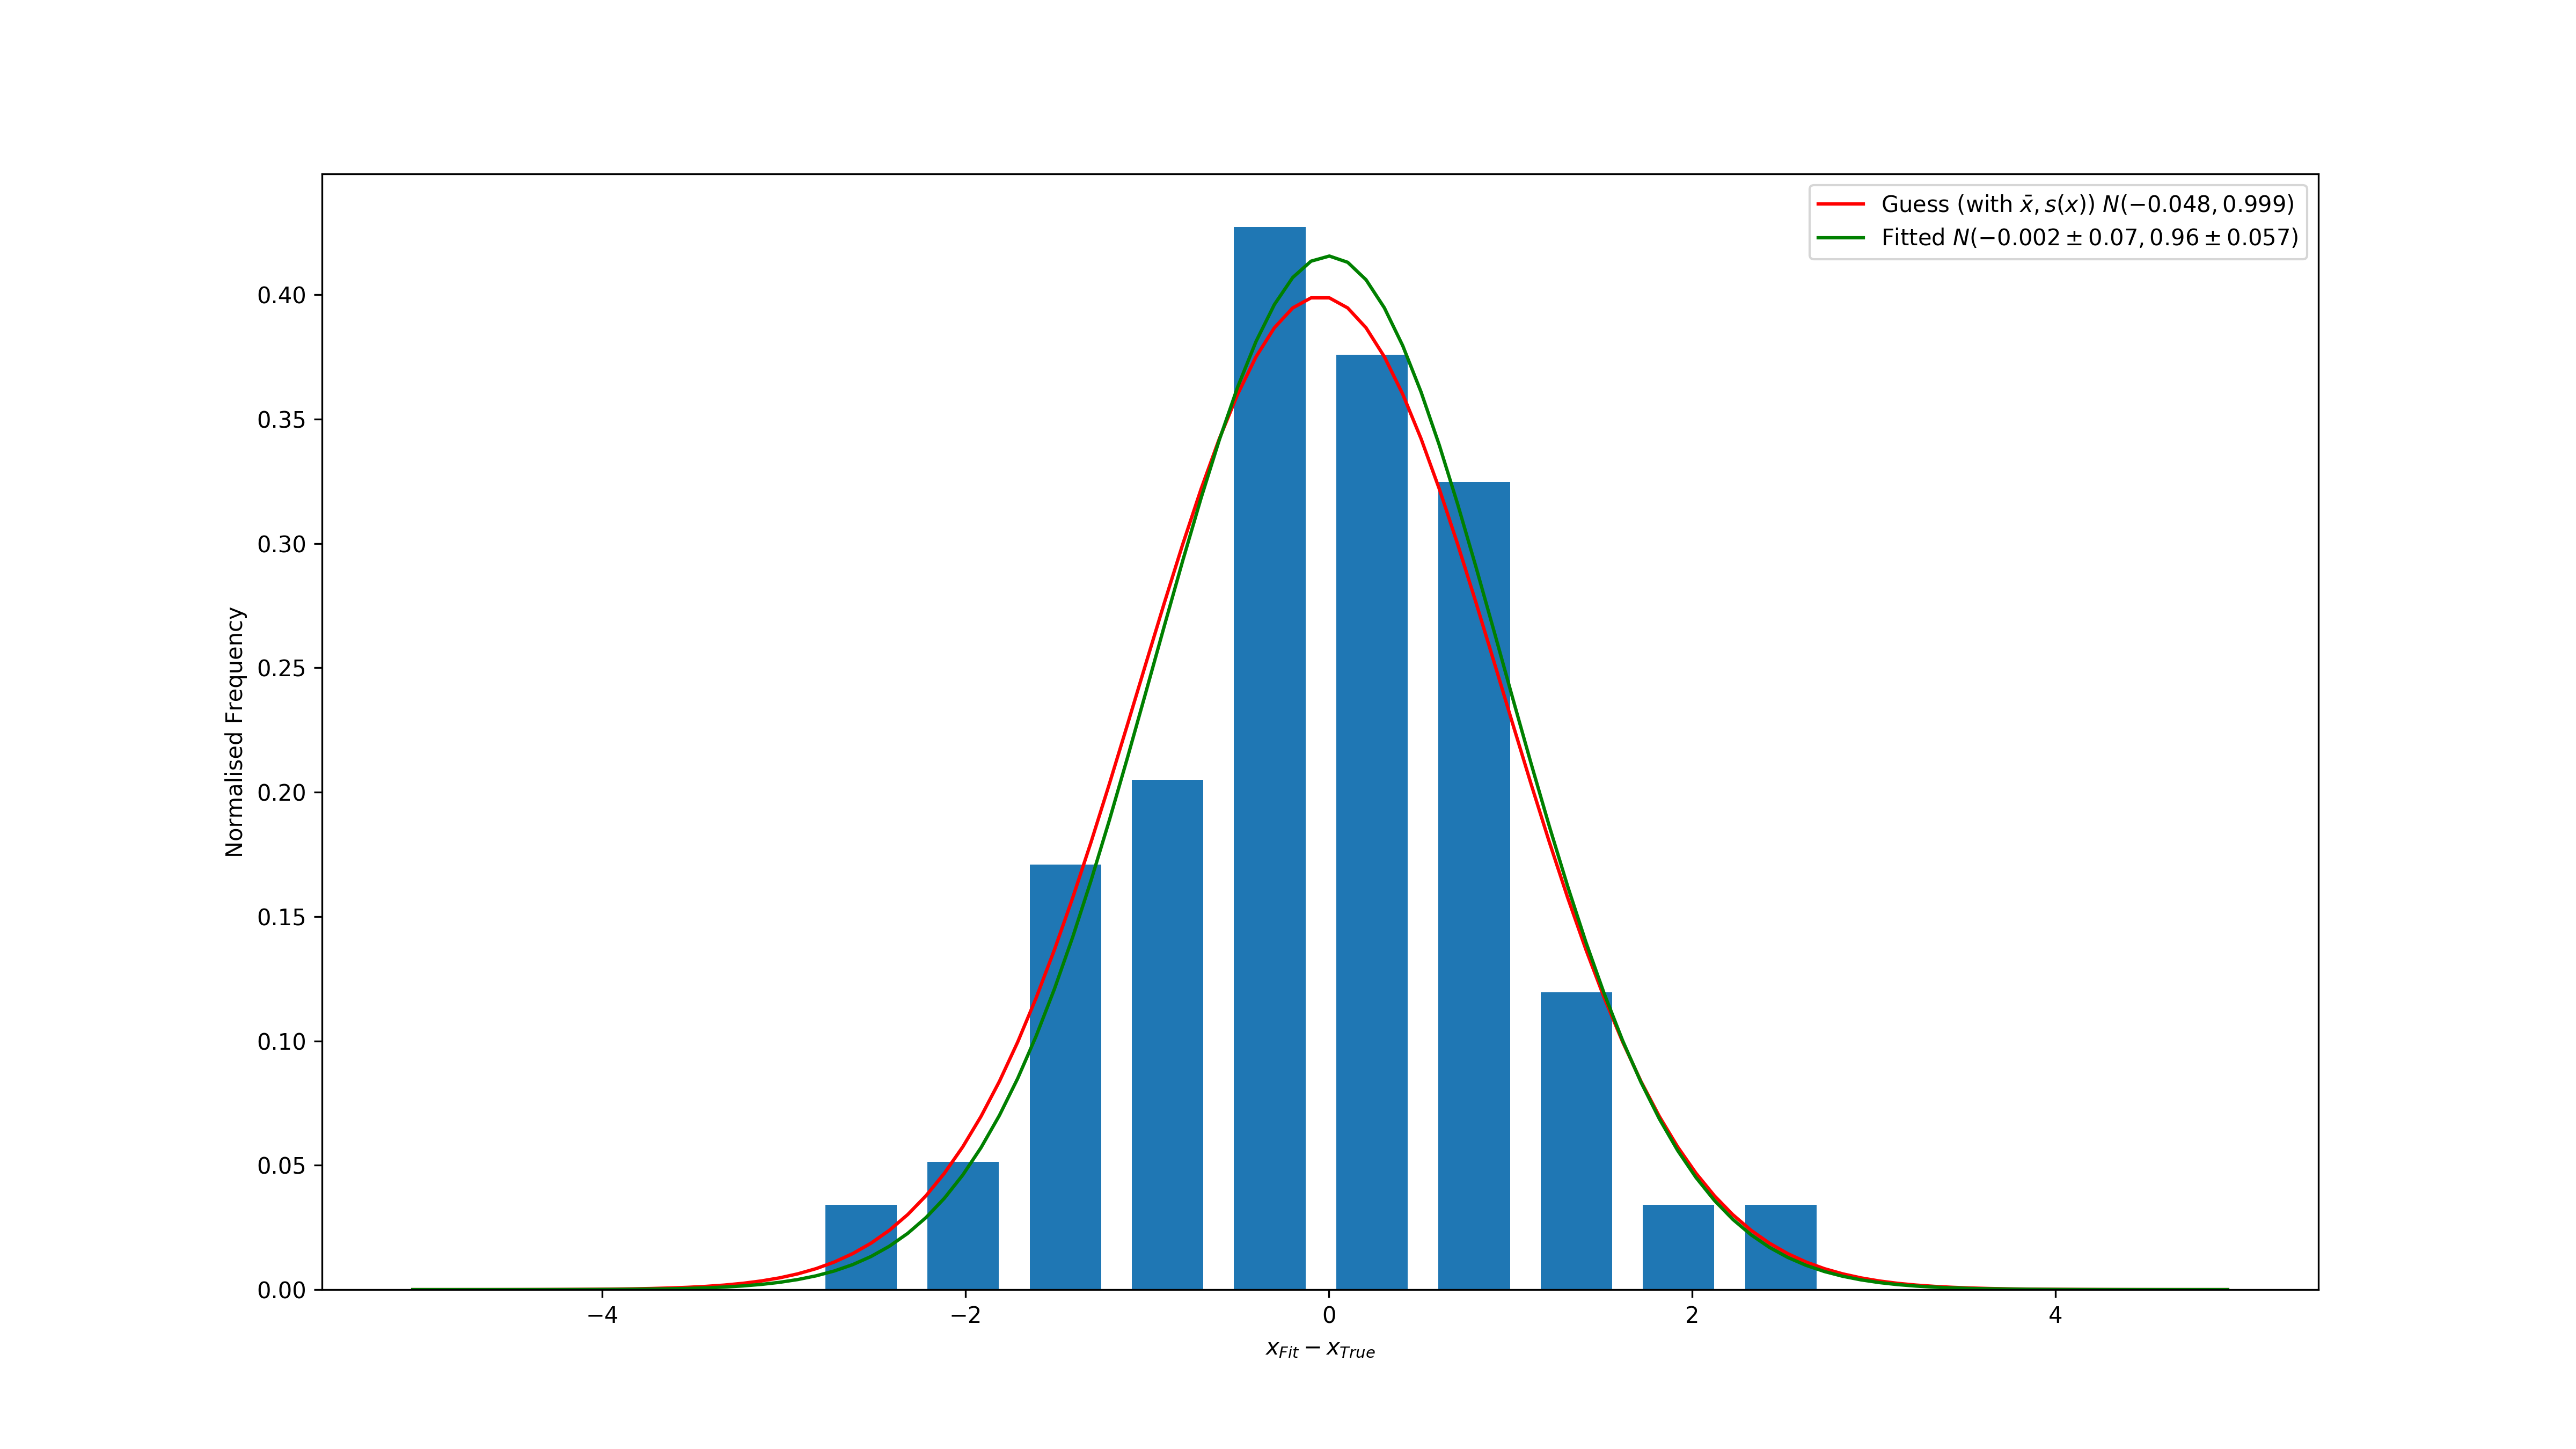 Guess (with x̄, s(x)) N(−0.048, 0.999)
Fitted N(−0.002 ± 0.07, 0.96 ± 0.057)
Normalised Frequency
0.40
0.35
0.30
0.25
0.20
0.15
0.10
0.05
0.00
−4 −2 0 2 4
x_Fit − x_True